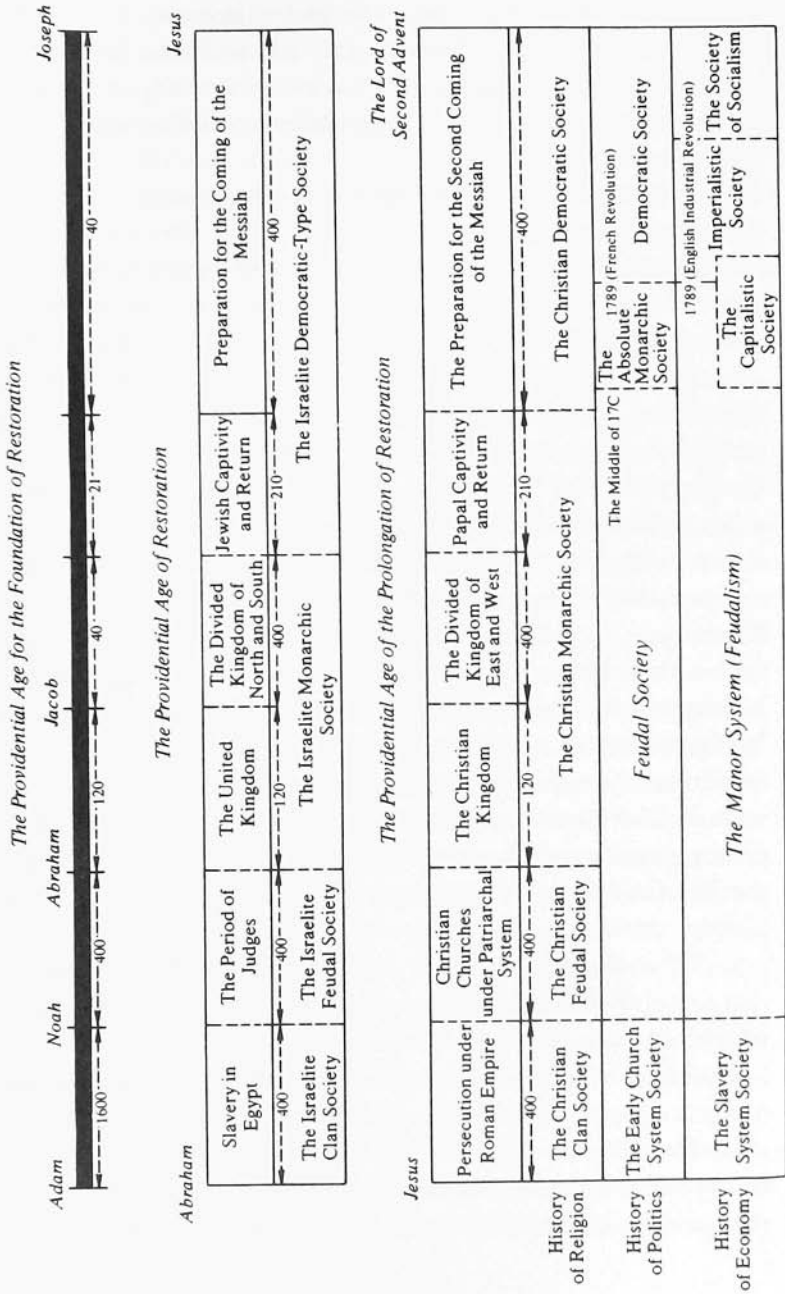 The Providential Age for the Foundation of Restoration
Adam
Noah
Abraham
Jacob
Joseph
1600
400
120
40
21
40
The Providential Age of Restoration
Abraham
Jesus
Slavery in
Egypt
The Period of
Judges
The United
Kingdom
The Divided
Kingdom of
North and South
Jewish Captivity
and Return
Preparation for the Coming of the
Messiah
400
400
120
400
210
400
The Israelite
Clan Society
The Israelite
Feudal Society
The Israelite Monarchic
Society
The Israelite Democratic-Type Society
The Providential Age of the Prolongation of Restoration
Jesus
The Lord of
Second Advent
Persecution under
Roman Empire
Christian
Churches
under Patriarchal
System
The Christian
Kingdom
The Divided
Kingdom of
East and West
Papal Captivity
and Return
The Preparation for the Second Coming
of the Messiah
400
400
120
400
210
400
History
of Religion
The Christian
Clan Society
The Christian
Feudal Society
The Christian Monarchic Society
The Christian Democratic Society
History
of Politics
The Early Church
System Society
Feudal Society
The Middle of 17C
The
Absolute
Monarchic
Society
1789 (French Revolution)
Democratic Society
History
of Economy
The Slavery
System Society
The Manor System (Feudalism)
The
Capitalistic
Society
1789 (English Industrial Revolution)
Imperialistic
Society
The Society
of Socialism